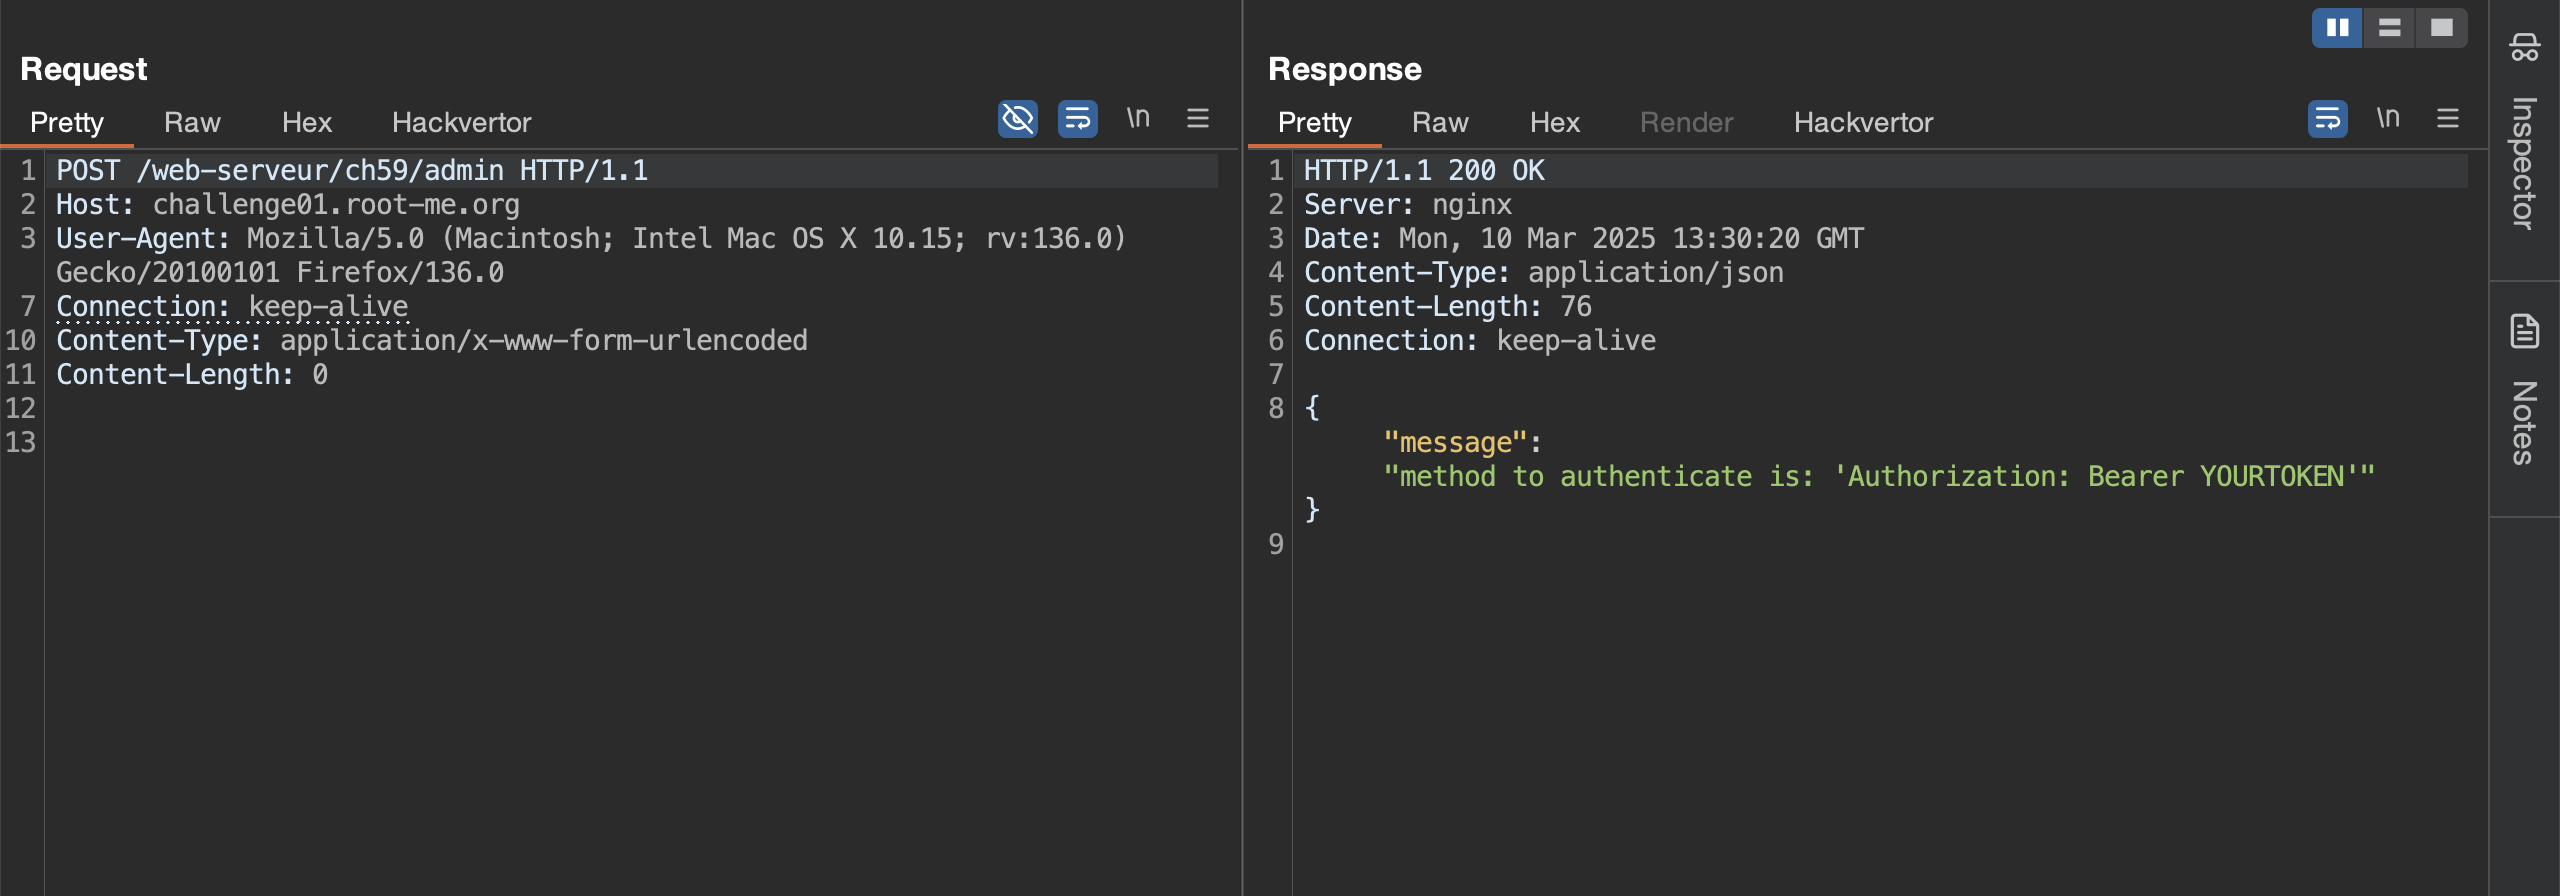 Request
Pretty Raw Hex Hackvertor \n
1 POST /web-serveur/ch59/admin HTTP/1.1
2 Host: challenge01.root-me.org
3 User-Agent: Mozilla/5.0 (Macintosh; Intel Mac OS X 10.15; rv:136.0)
Gecko/20100101 Firefox/136.0
7 Connection: keep-alive
10 Content-Type: application/x-www-form-urlencoded
11 Content-Length: 0
12
13
Response
Pretty Raw Hex Render Hackvertor \n
1 HTTP/1.1 200 OK
2 Server: nginx
3 Date: Mon, 10 Mar 2025 13:30:20 GMT
4 Content-Type: application/json
5 Content-Length: 76
6 Connection: keep-alive
7
8 {
"message":
"method to authenticate is: 'Authorization: Bearer YOURTOKEN'"
}
9
Inspector
Notes